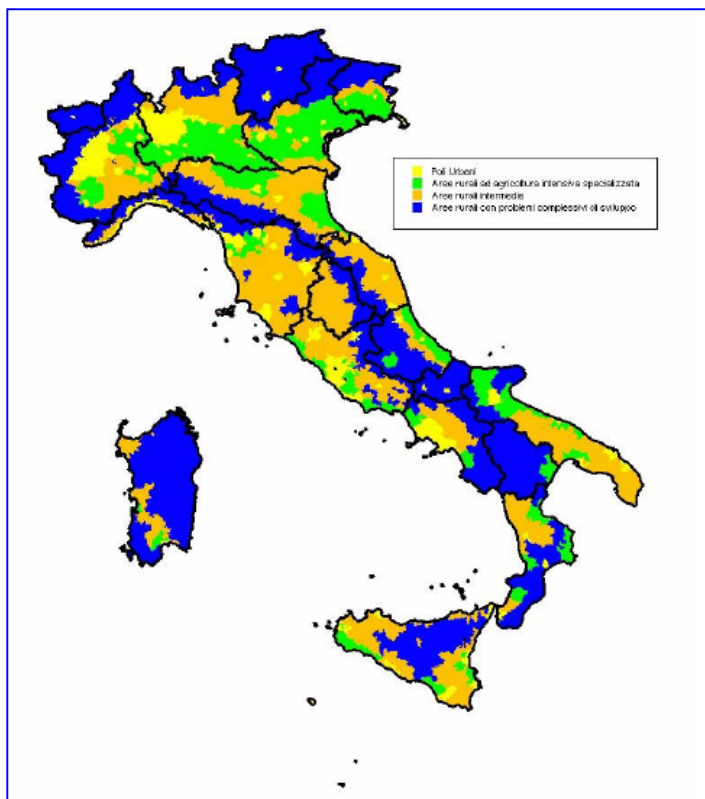 Poli Urbani
Aree rurali ad agricoltura intensiva specializzata
Aree rurali intermedie
Aree rurali con problemi complessivi di sviluppo